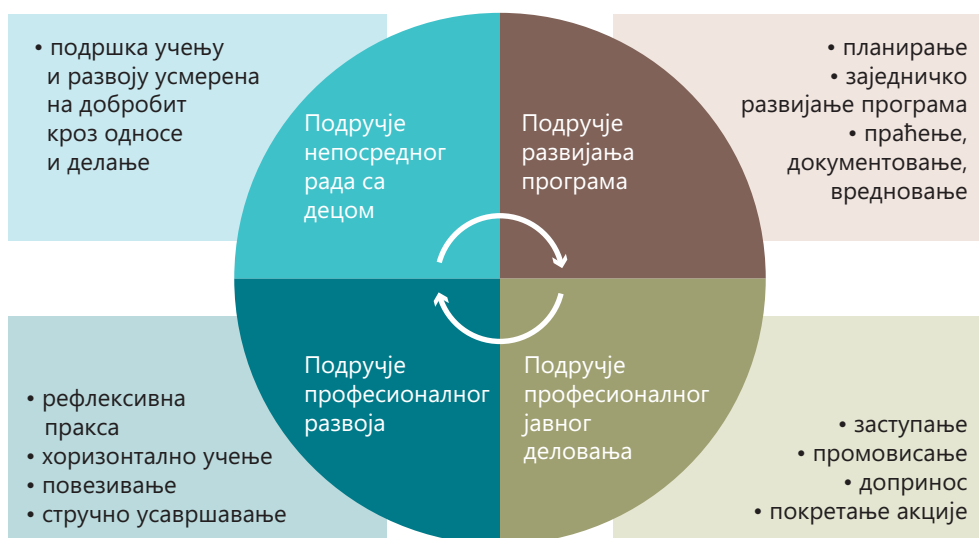 • подршка учењу
и развоју усмерена
на добробит
кроз односе
и делање
Подручје
непосредног
рада са
децом
Подручје
развијања
програма
• планирање
• заједничко
развијање програма
• праћење,
документовање,
вредновање
• рефлексивна
пракса
• хоризонтално учење
• повезивање
• стручно усавршавање
Подручје
професионалног
развоја
Подручје
професионалног
јавног
деловања
• заступање
• промовисање
• допринос
• покретање акције